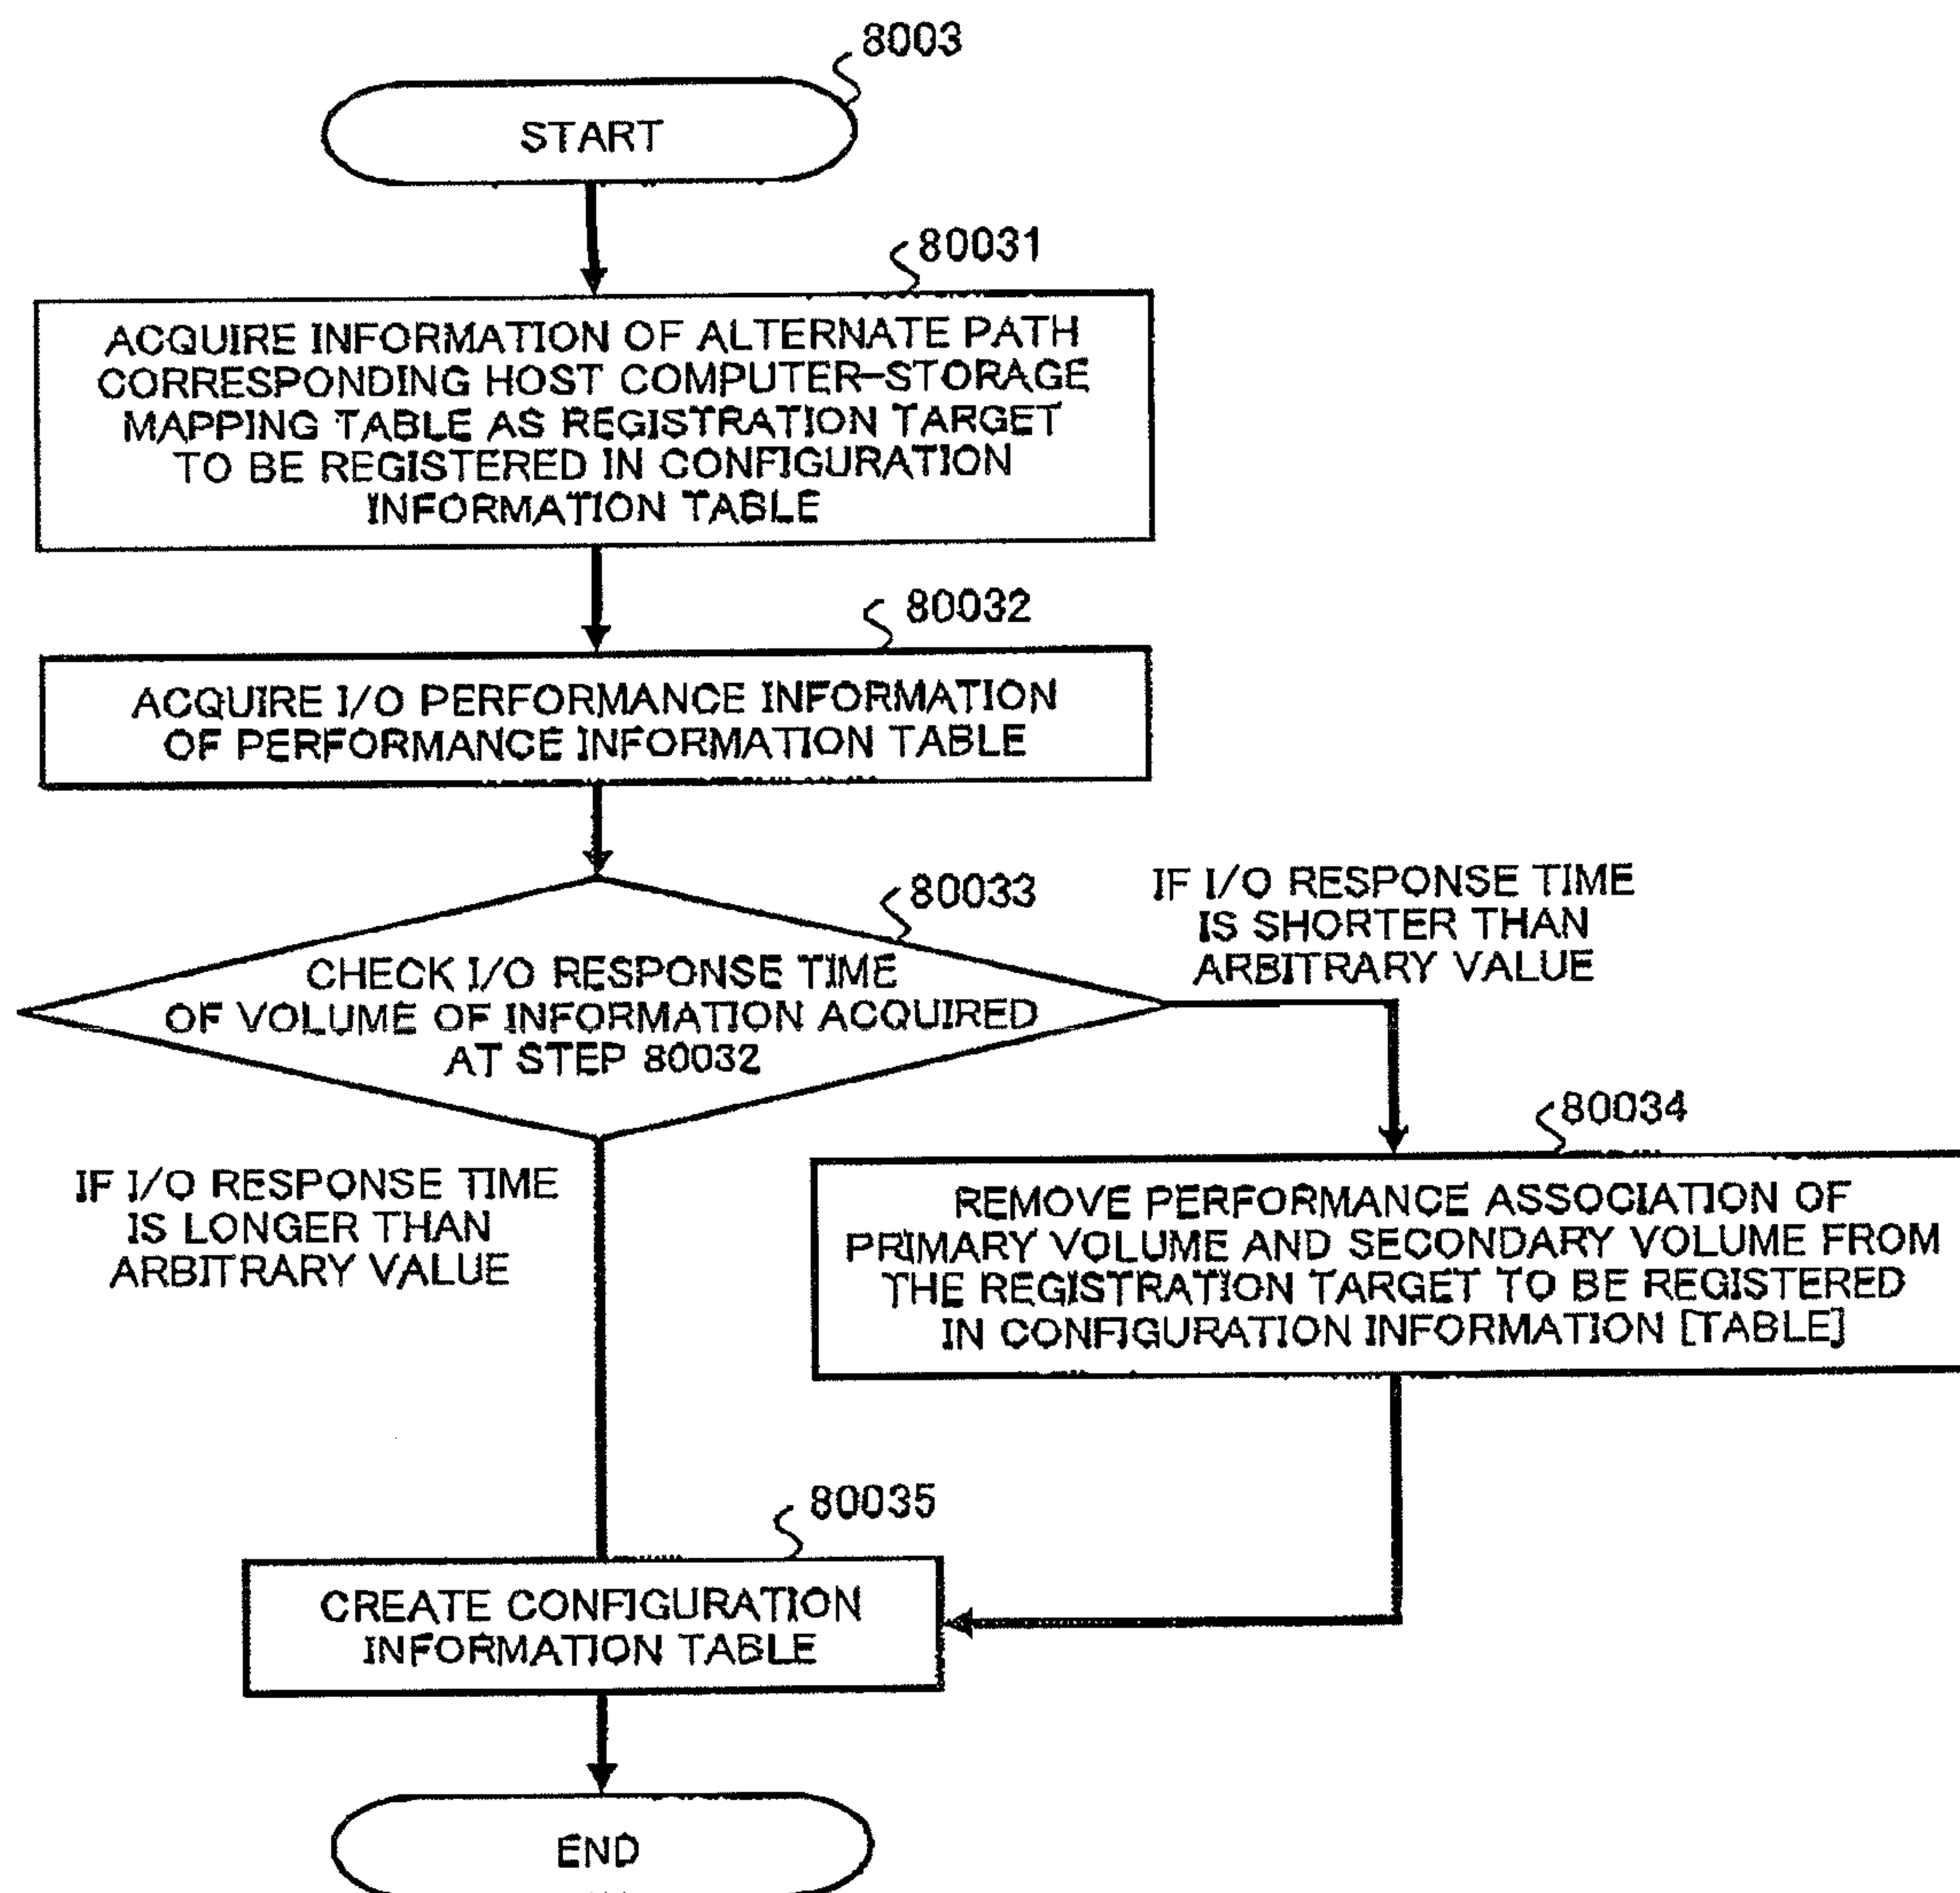 8003
START
80031
ACQUIRE INFORMATION OF ALTERNATE PATH
CORRESPONDING HOST COMPUTER-STORAGE
MAPPING TABLE AS REGISTRATION TARGET
TO BE REGISTERED IN CONFIGURATION
INFORMATION TABLE
80032
ACQUIRE I/O PERFORMANCE INFORMATION
OF PERFORMANCE INFORMATION TABLE
80033
CHECK I/O RESPONSE TIME
OF VOLUME OF INFORMATION ACQUIRED
AT STEP 80032
IF I/O RESPONSE TIME
IS SHORTER THAN
ARBITRARY VALUE
80034
REMOVE PERFORMANCE ASSOCIATION OF
PRIMARY VOLUME AND SECONDARY VOLUME FROM
THE REGISTRATION TARGET TO BE REGISTERED
IN CONFIGURATION INFORMATION [TABLE]
IF I/O RESPONSE TIME
IS LONGER THAN
ARBITRARY VALUE
80035
CREATE CONFIGURATION
INFORMATION TABLE
END